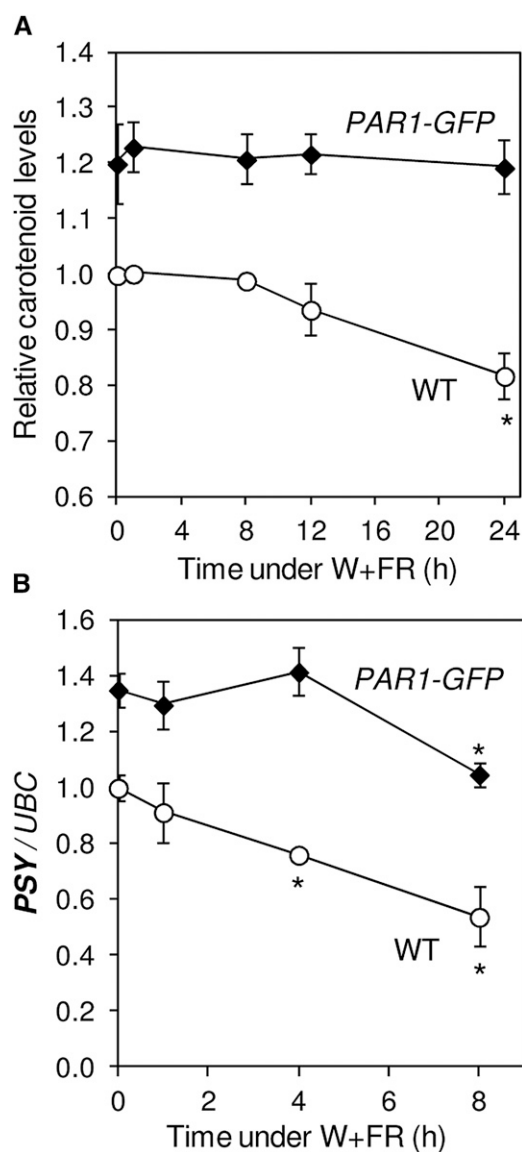 A
1.4
1.3
PAR1-GFP
1.2
1.1
1.0
0.9
0.8
WT
*
0.7
0.6
Relative carotenoid levels
0 4 8 12 16 20 24
Time under W+FR (h)
B
1.6
PAR1-GFP
1.4
1.2
*
1.0
0.8
*
0.6
WT
0.4
*
0.2
0.0
PSY/UBC
0 2 4 6 8
Time under W+FR (h)